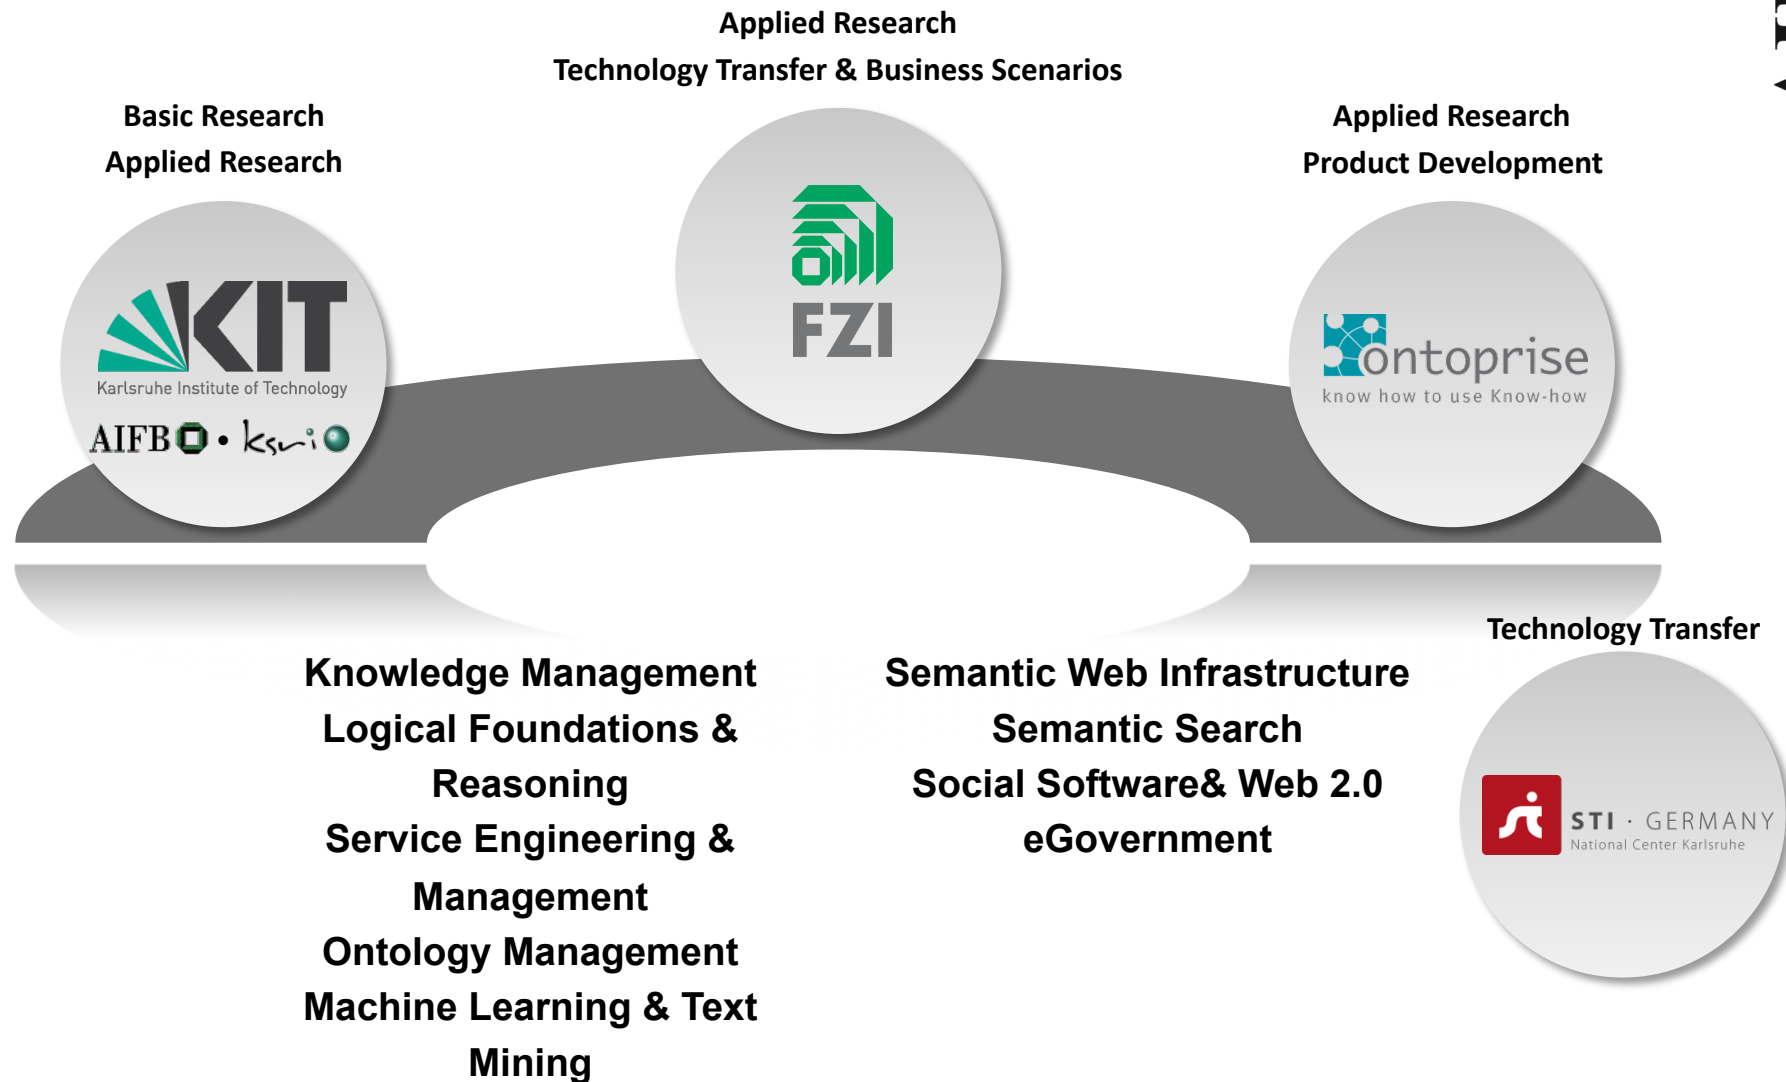 Applied Research
Technology Transfer & Business Scenarios
Basic Research
Applied Research
Applied Research
Product Development
KIT
Karlsruhe Institute of Technology
AIFB • ksri
FZI
ontoprise
know how to use Know-how
Technology Transfer
Knowledge Management
Logical Foundations &
Reasoning
Service Engineering &
Management
Ontology Management
Machine Learning & Text
Mining
Semantic Web Infrastructure
Semantic Search
Social Software& Web 2.0
eGovernment
STI · GERMANY
National Center Karlsruhe